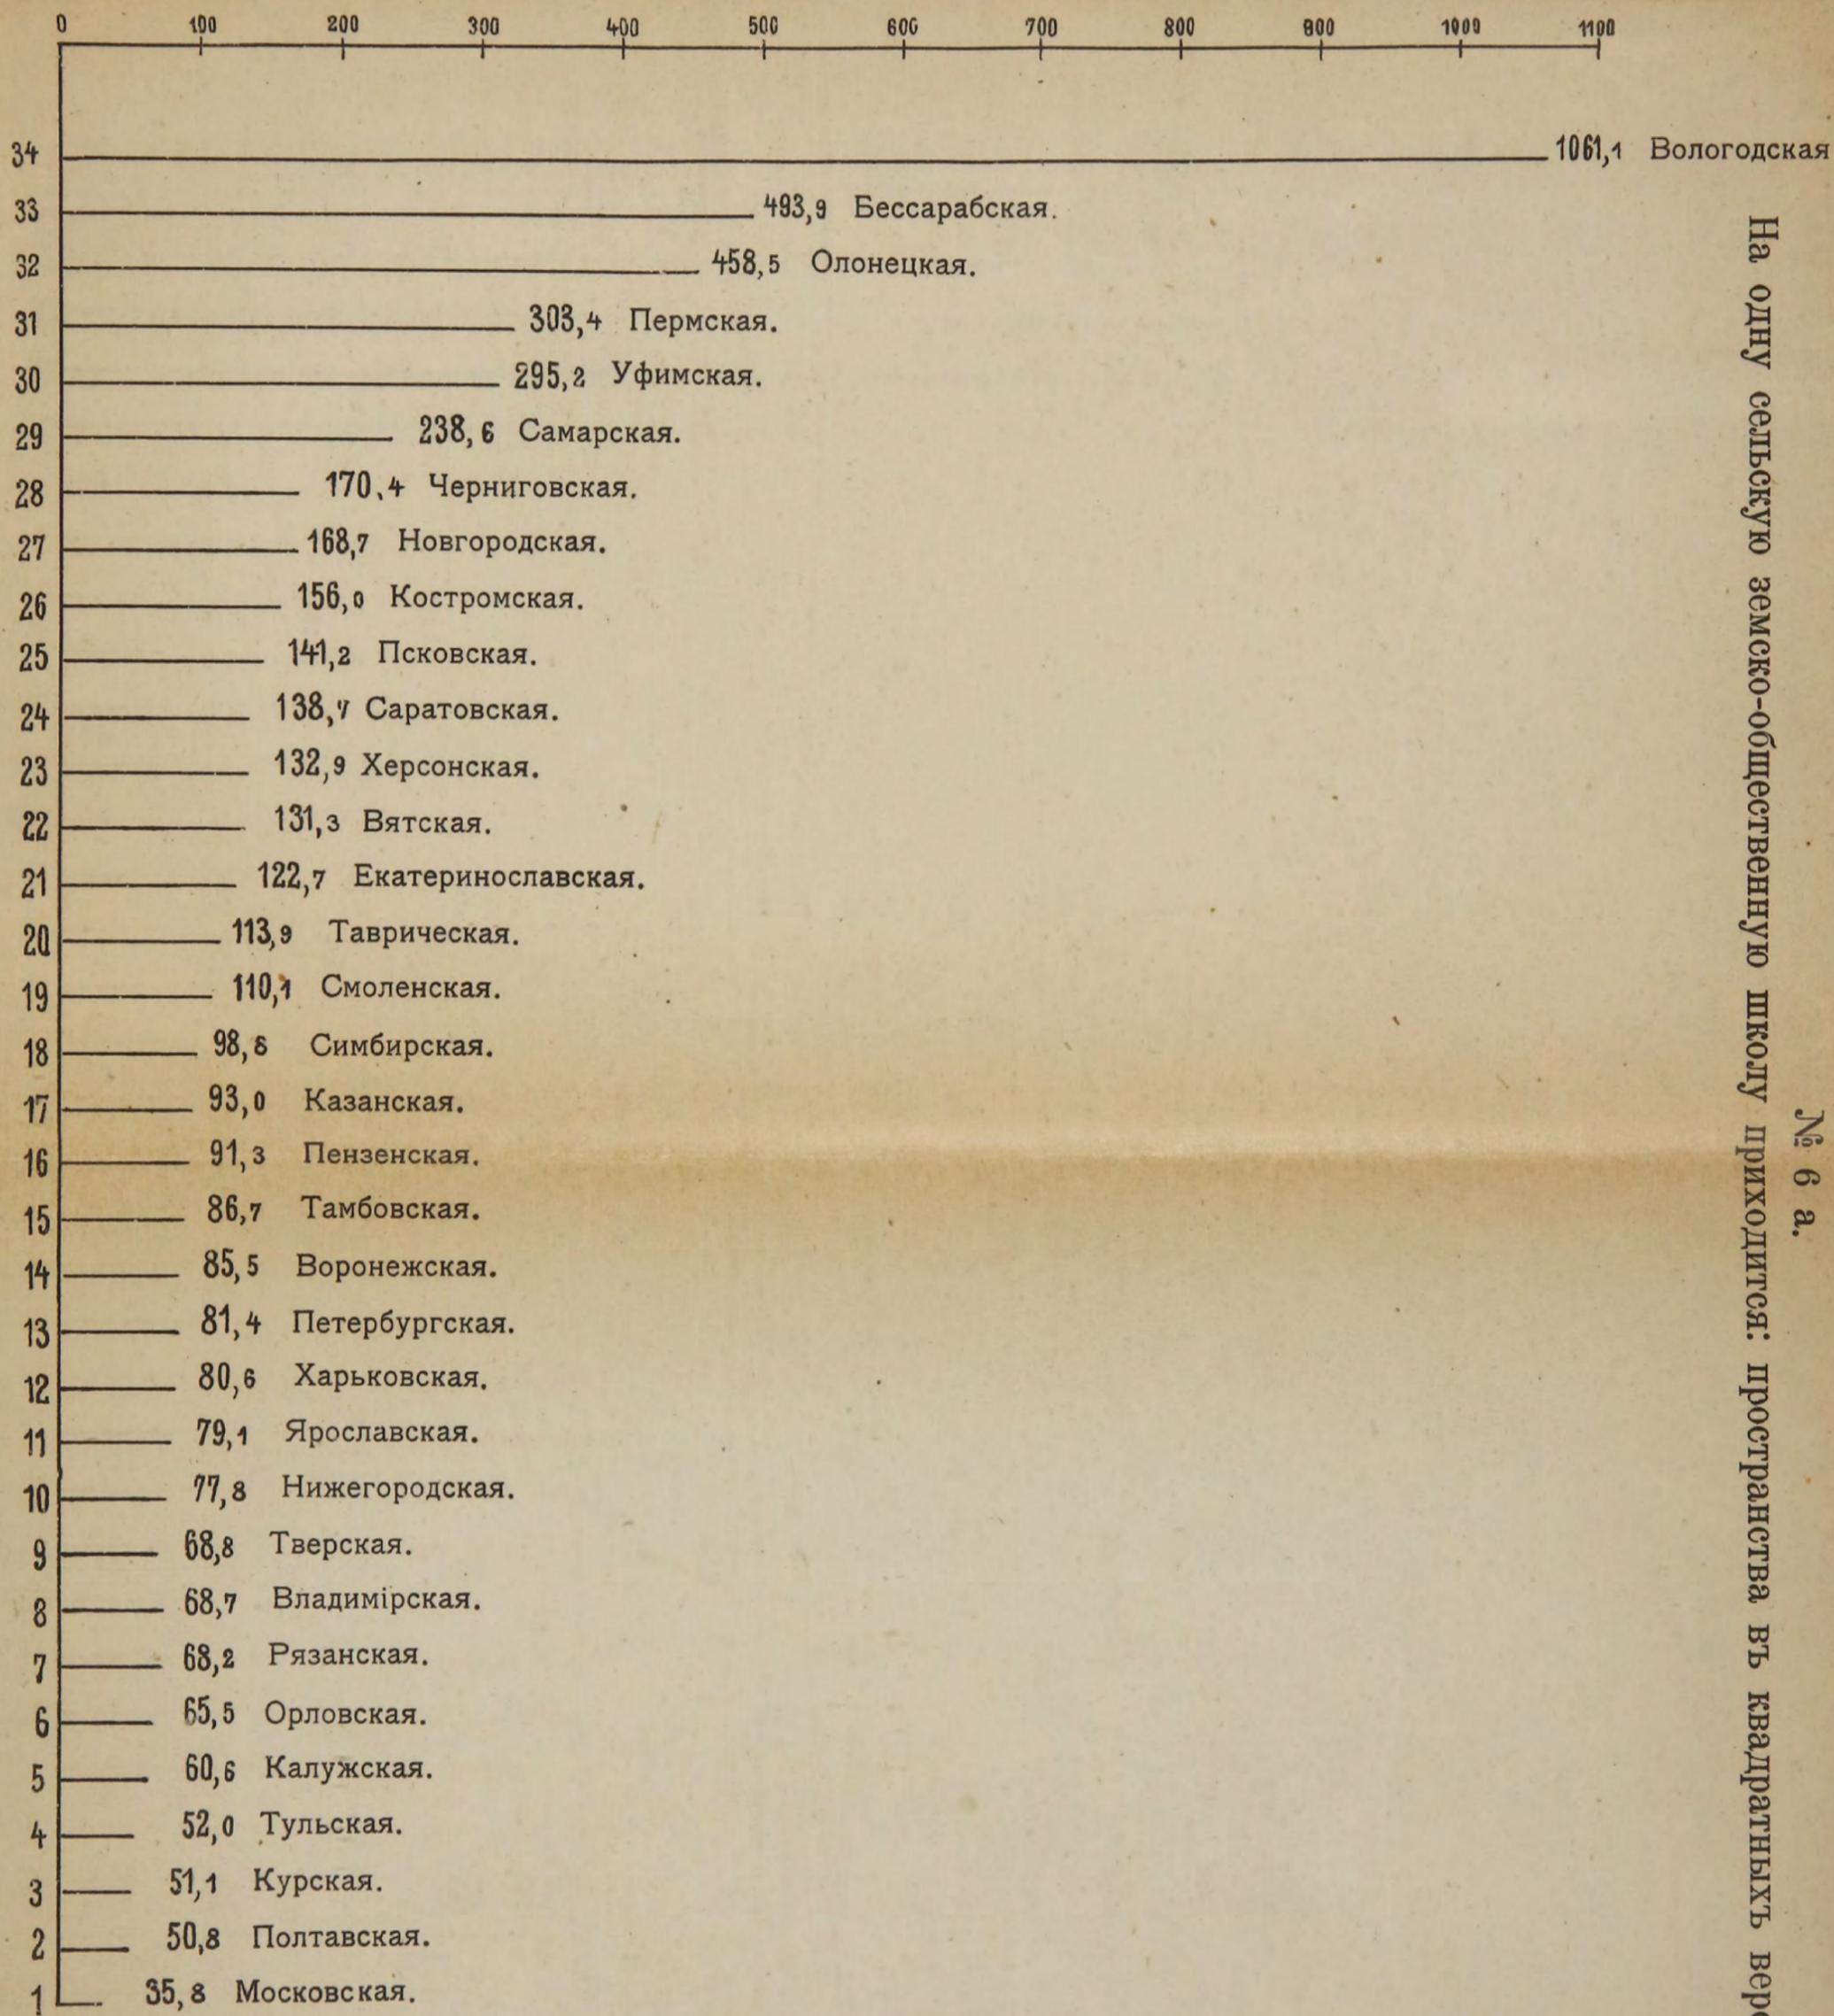 0 100 200 300 400 500 600 700 800 900 1000 1100
34 1061,1 Вологодская
33 493,9 Бессарабская.
32 458,5 Олонецкая.
31 303,4 Пермская.
30 295,2 Уфимская.
29 238,6 Самарская.
28 170,4 Черниговская.
27 168,7 Новгородская.
26 156,0 Костромская.
25 141,2 Псковская.
24 138,7 Саратовская.
23 132,9 Херсонская.
22 131,3 Вятская.
21 122,7 Екатеринославская.
20 113,9 Таврическая.
19 110,1 Смоленская.
18 Симбирская.
17 93,0 Казанская.
16 91,3 Пензенская.
15 86,7 Тамбовская.
14 85,5 Воронежская.
13 81,4 Петербургская.
12 80,6 Харьковская.
11 79,1 Ярославская.
10 77,8 Нижегородская.
9 68,8 Тверская.
8 68,7 Владимірская.
7 68,2 Рязанская.
6 65,5 Орловская.
5 60,6 Калужская.
4 52,0 Тульская.
3 51,1 Курская.
2 50,8 Полтавская.
1 35,8 Московская.
№ 6 а.
На одну сельскую земско-общественную школу приходится: пространства въ квадратныхъ